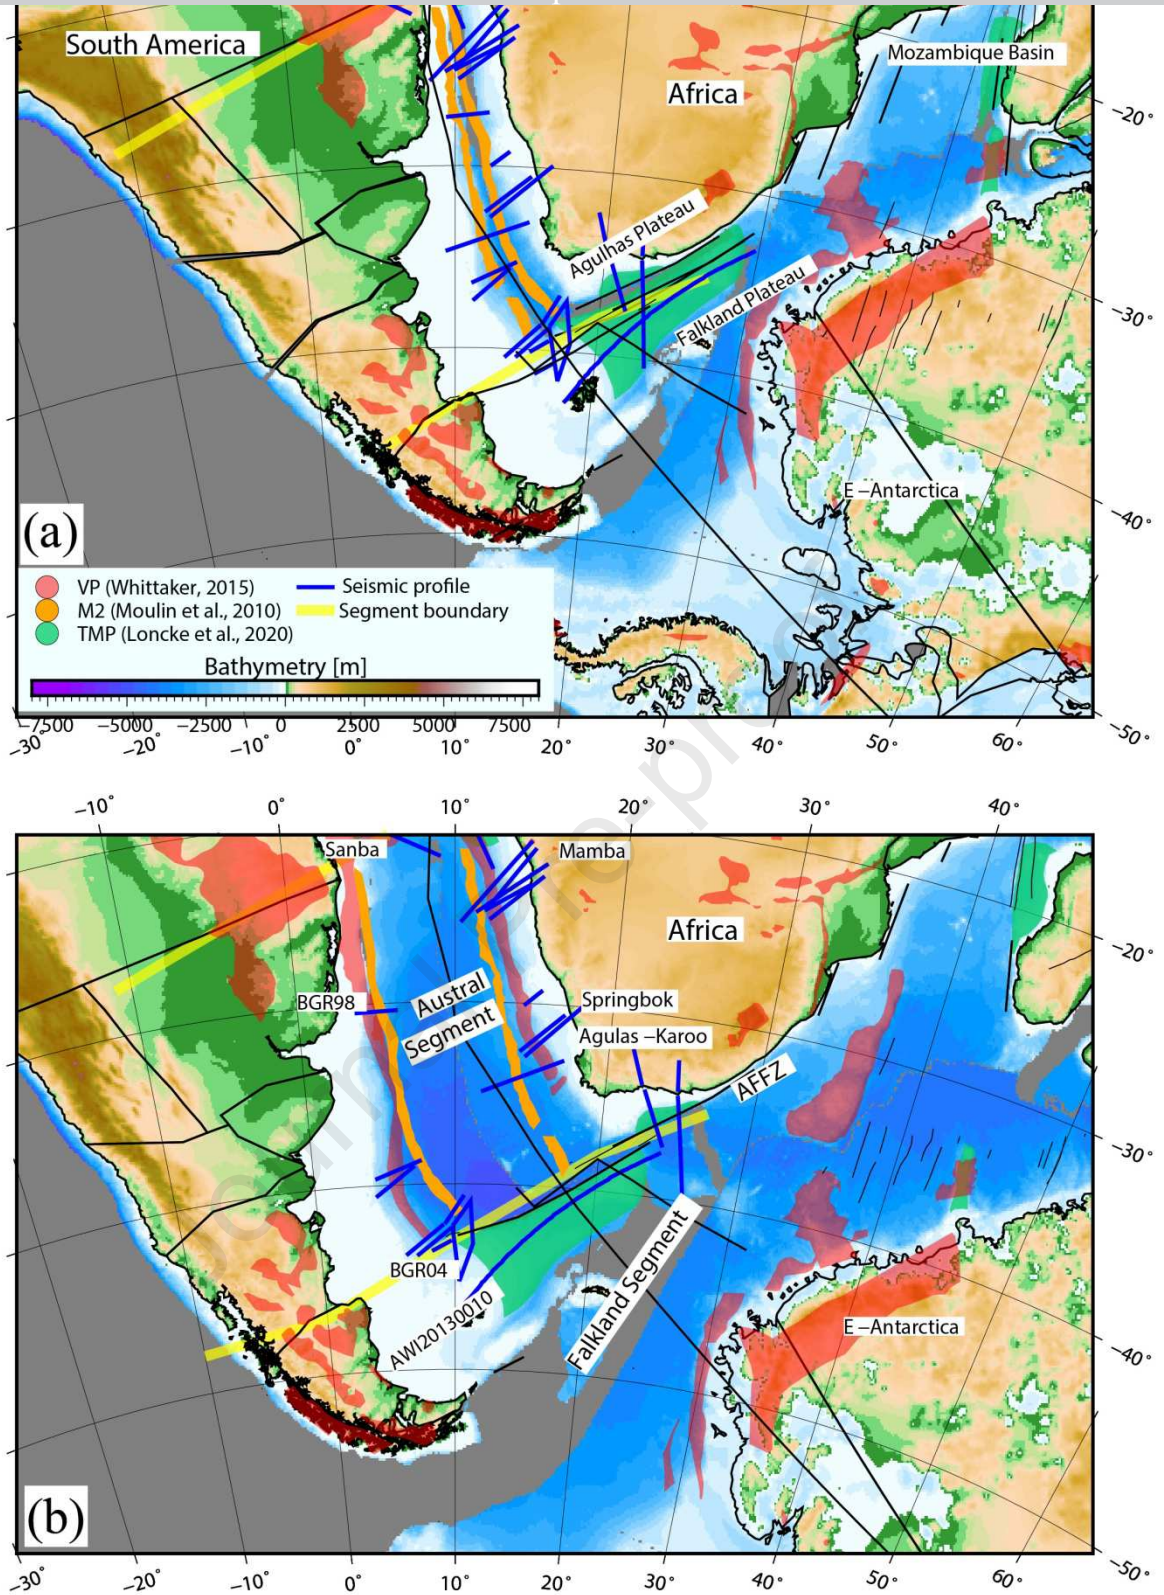 South America
Africa
Mozambique Basin
−20°
Agulhas Plateau
Falkland Plateau
−30°
E −Antarctica
−40°
(a)
VP (Whittaker, 2015)
Seismic profile
M2 (Moulin et al., 2010)
Segment boundary
TMP (Loncke et al., 2020)
Bathymetry [m]
−7500 −5000 −2500 0 2500 5000 7500
−50°
−30° −20° −10° 0° 10° 20° 30° 40° 50° 60°
−10° 0° 10° 20° 30° 40°
Sanba
Mamba
Africa
−20°
BGR98
Austral
Segment
Springbok
Agulas −Karoo
AFFZ
−30°
BGR04
AWI20130010
Falkland Segment
E −Antarctica
−40°
(b)
−50°
−30° −20° −10° 0° 10° 20° 30° 40° 50° 60°